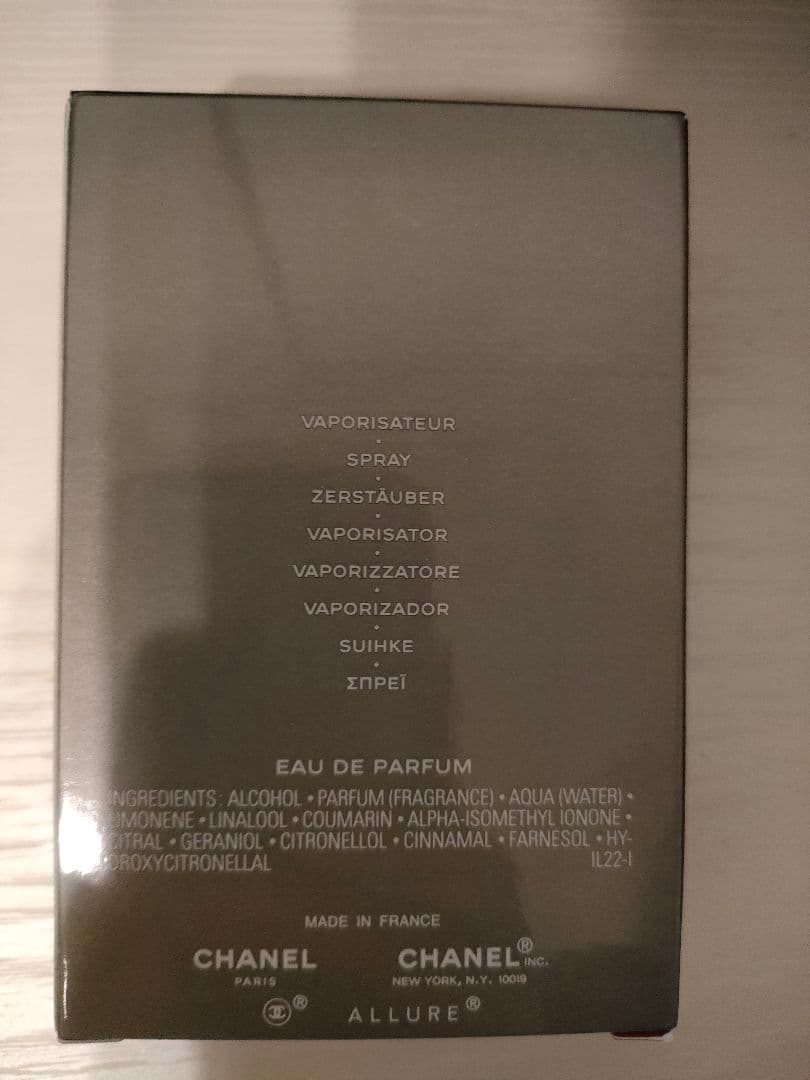 VAPORISATEUR
•
SPRAY
•
ZERSTÄUBER
•
VAPORISATOR
•
VAPORIZZATORE
•
VAPORIZADOR
•
SUIHKE
•
ΣΠΡΕΪ
EAU DE PARFUM
INGREDIENTS: ALCOHOL • PARFUM (FRAGRANCE) • AQUA (WATER) •
LIMONENE • LINALOOL • COUMARIN • ALPHA-ISOMETHYL IONONE •
CITRAL • GERANIOL • CITRONELLOL • CINNAMAL • FARNESOL • HY-
DROXYCITRONELLAL IL22-I
MADE IN FRANCE
CHANEL CHANEL® INC.
PARIS NEW YORK, N.Y. 10019
® ALLURE®